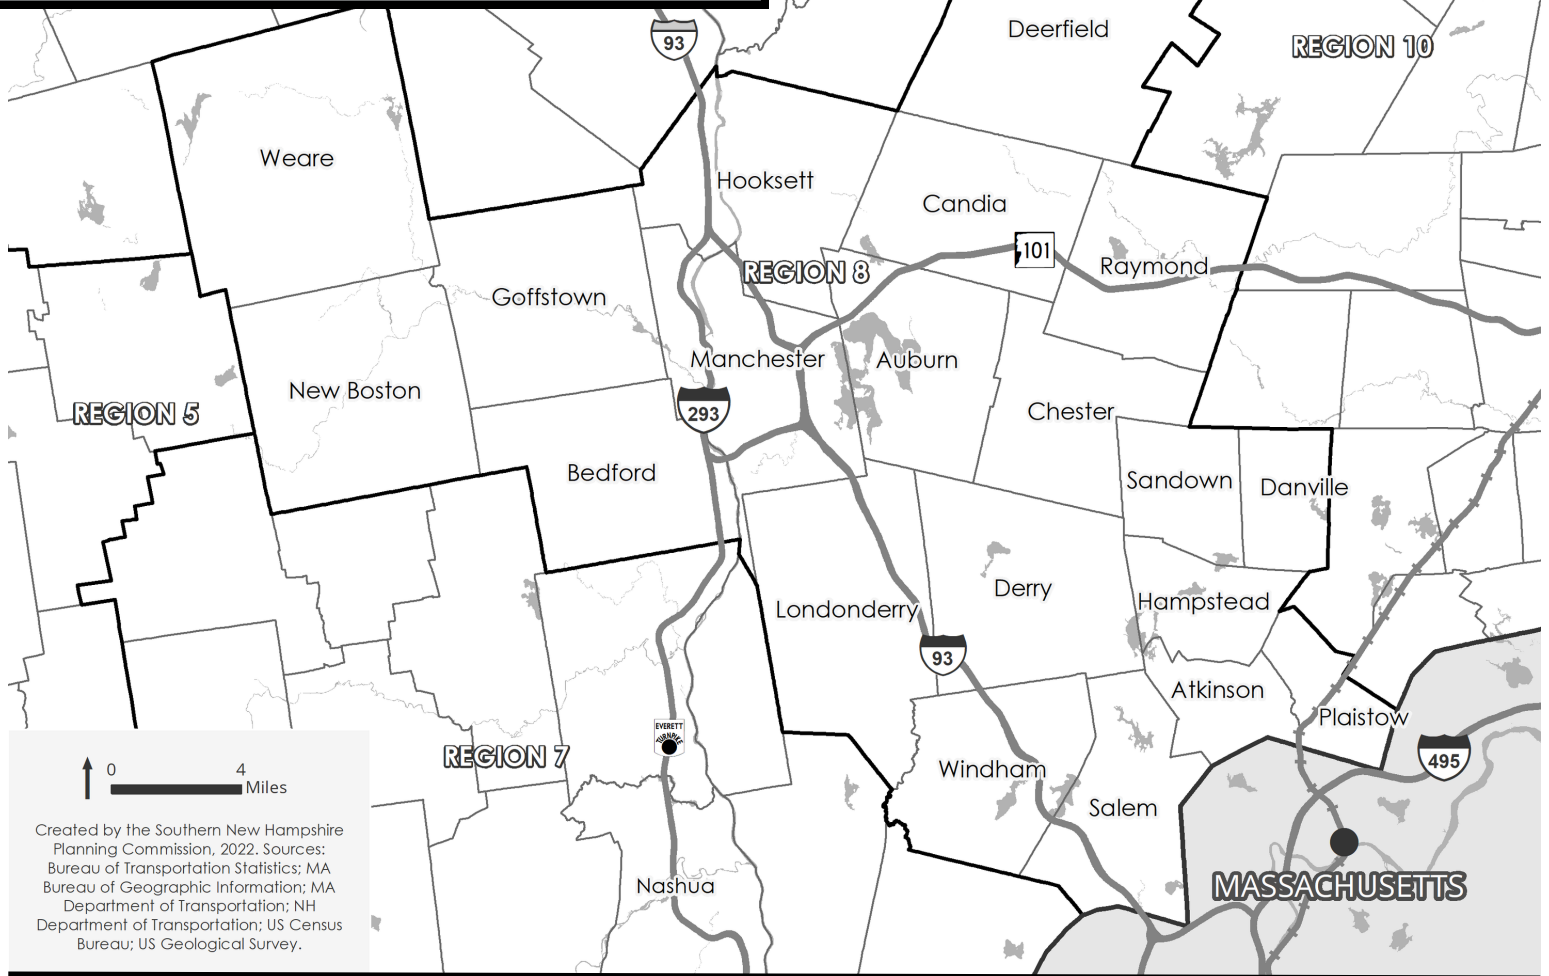 93
Deerfield
REGION 10
Weare
Hooksett
Candia
101
Raymond
REGION 8
Goffstown
Manchester
Auburn
New Boston
293
REGION 5
Chester
Bedford
Sandown
Danville
Derry
Hampstead
Londonderry
93
Atkinson
Plaistow
EVERETT
TURNPIKE
REGION 7
495
Windham
Salem
0 4
Miles
Created by the Southern New Hampshire
Planning Commission, 2022. Sources:
Bureau of Transportation Statistics; MA
Bureau of Geographic Information; MA
Department of Transportation; NH
Department of Transportation; US Census
Bureau; US Geological Survey.
Nashua
MASSACHUSETTS